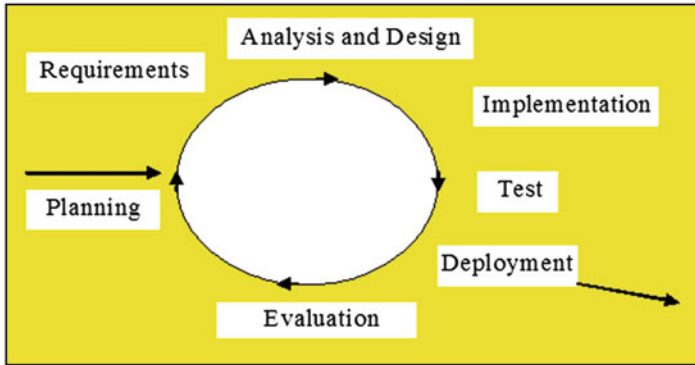 Analysis and Design
Requirements
Implementation
Planning
Test
Deployment
Evaluation